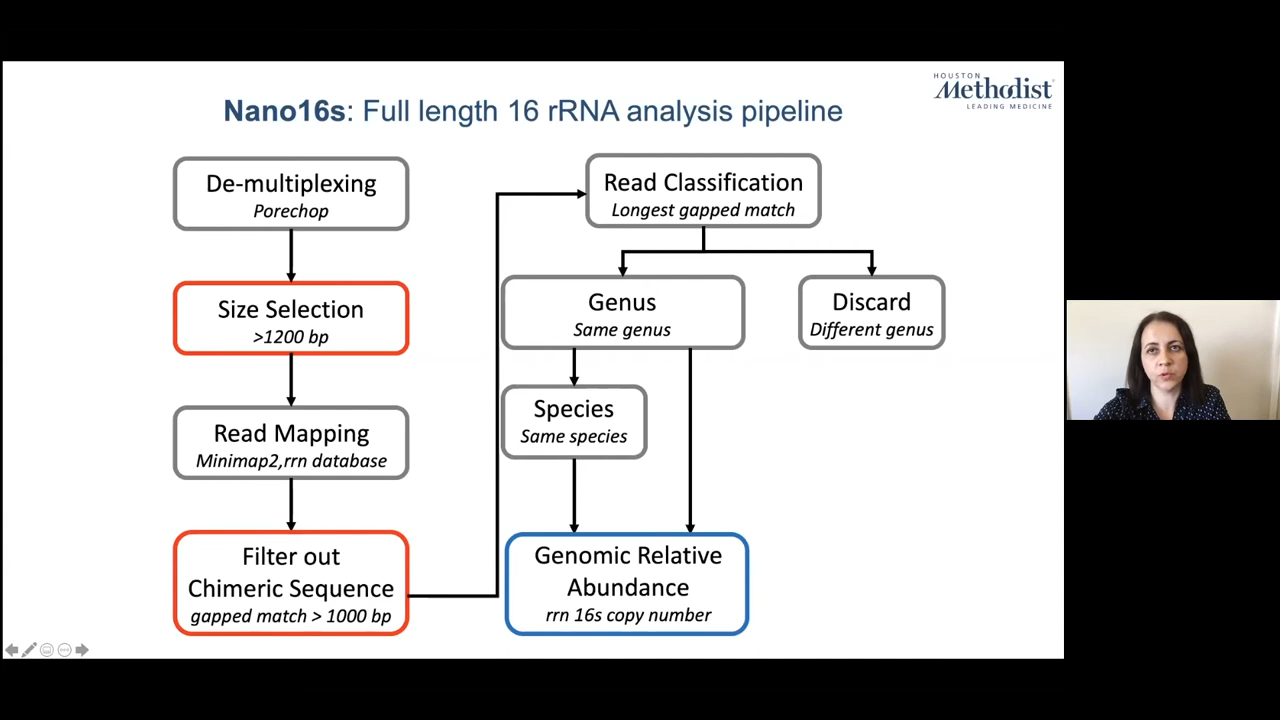 HOUSTON
Methodist
LEADING MEDICINE
Nano16s: Full length 16 rRNA analysis pipeline
De-multiplexing
Porechop
Size Selection
>1200 bp
Read Mapping
Minimap2,rrn database
Filter out
Chimeric Sequence
gapped match > 1000 bp
Read Classification
Longest gapped match
Genus
Same genus
Discard
Different genus
Species
Same species
Genomic Relative
Abundance
rrn 16s copy number